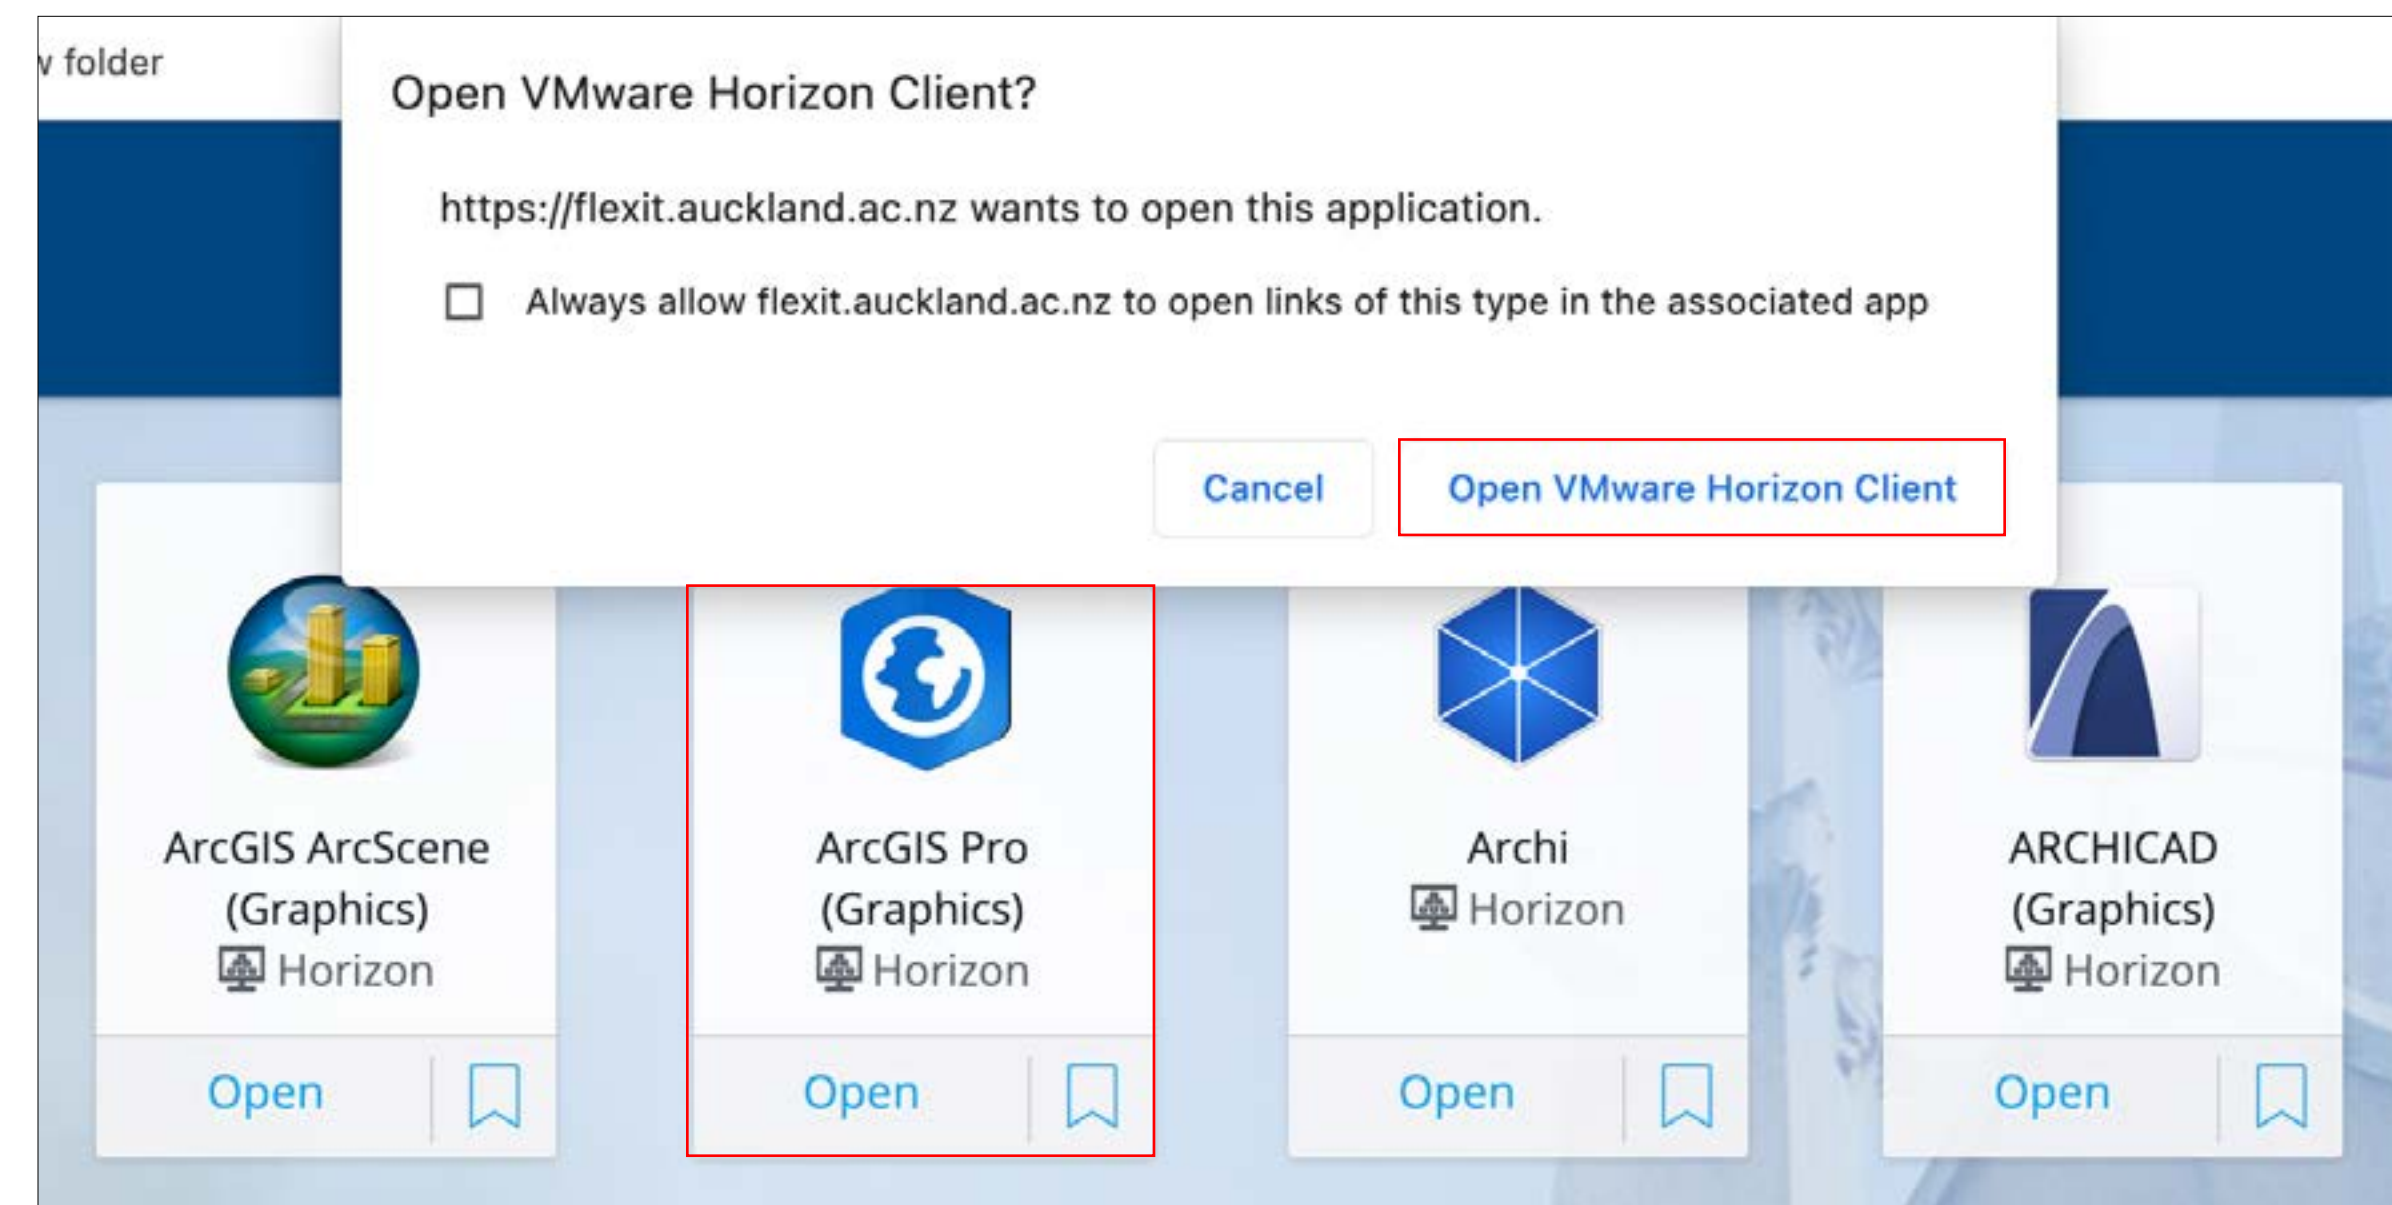 folder
Open VMware Horizon Client?
https://flexit.auckland.ac.nz wants to open this application.
Always allow flexit.auckland.ac.nz to open links of this type in the associated app
Cancel
Open VMware Horizon Client
ArcGIS ArcScene
(Graphics)
Horizon
Open
ArcGIS Pro
(Graphics)
Horizon
Open
Archi
Horizon
Open
ARCHICAD
(Graphics)
Horizon
Open